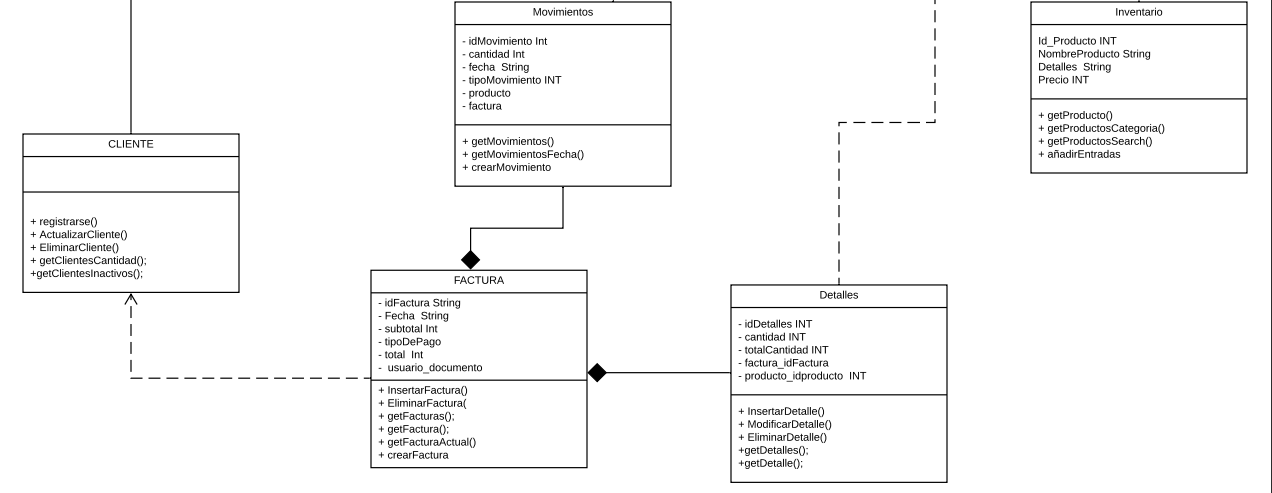 Movimientos
- idMovimiento Int
- cantidad Int
- fecha  String
- tipoMovimiento INT
- producto
- factura
+ getMovimientos()
+ getMovimientosFecha()
+ crearMovimiento
Inventario
Id_Producto INT
NombreProducto String
Detalles  String
Precio INT
+ getProducto()
+ getProductosCategoria()
+ getProductosSearch()
+ añadirEntradas
CLIENTE
+ registrarse()
+ ActualizarCliente()
+ EliminarCliente()
+ getClientesCantidad();
+getClientesInactivos();
FACTURA
- idFactura String
- Fecha  String
- subtotal Int
- tipoDePago
- total  Int
-  usuario_documento
+ InsertarFactura()
+ EliminarFactura(
+ getFacturas();
+ getFactura();
+ getFacturaActual()
+ crearFactura
Detalles
- idDetalles INT
- cantidad INT
- totalCantidad INT
- factura_idFactura
- producto_idproducto  INT
+ InsertarDetalle()
+ ModificarDetalle()
+ EliminarDetalle()
+getDetalles();
+getDetalle();